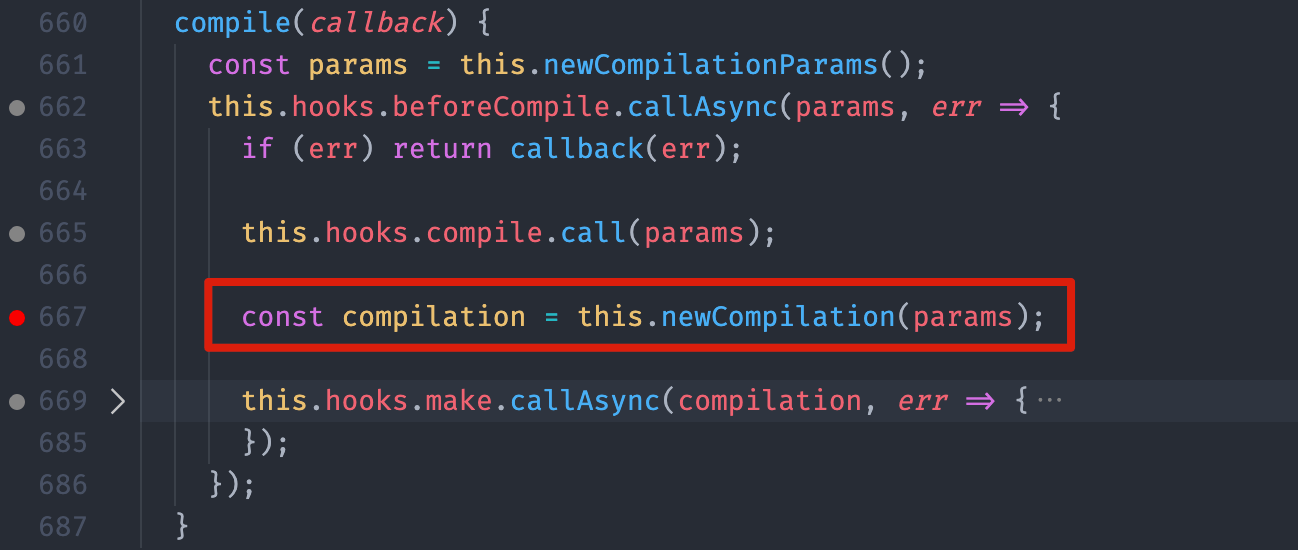 660 compile(callback) {
661 const params = this.newCompilationParams();
662 this.hooks.beforeCompile.callAsync(params, err => {
663 if (err) return callback(err);
664
665 this.hooks.compile.call(params);
666
667 const compilation = this.newCompilation(params);
668
669 this.hooks.make.callAsync(compilation, err => {···
685 });
686 });
687 }